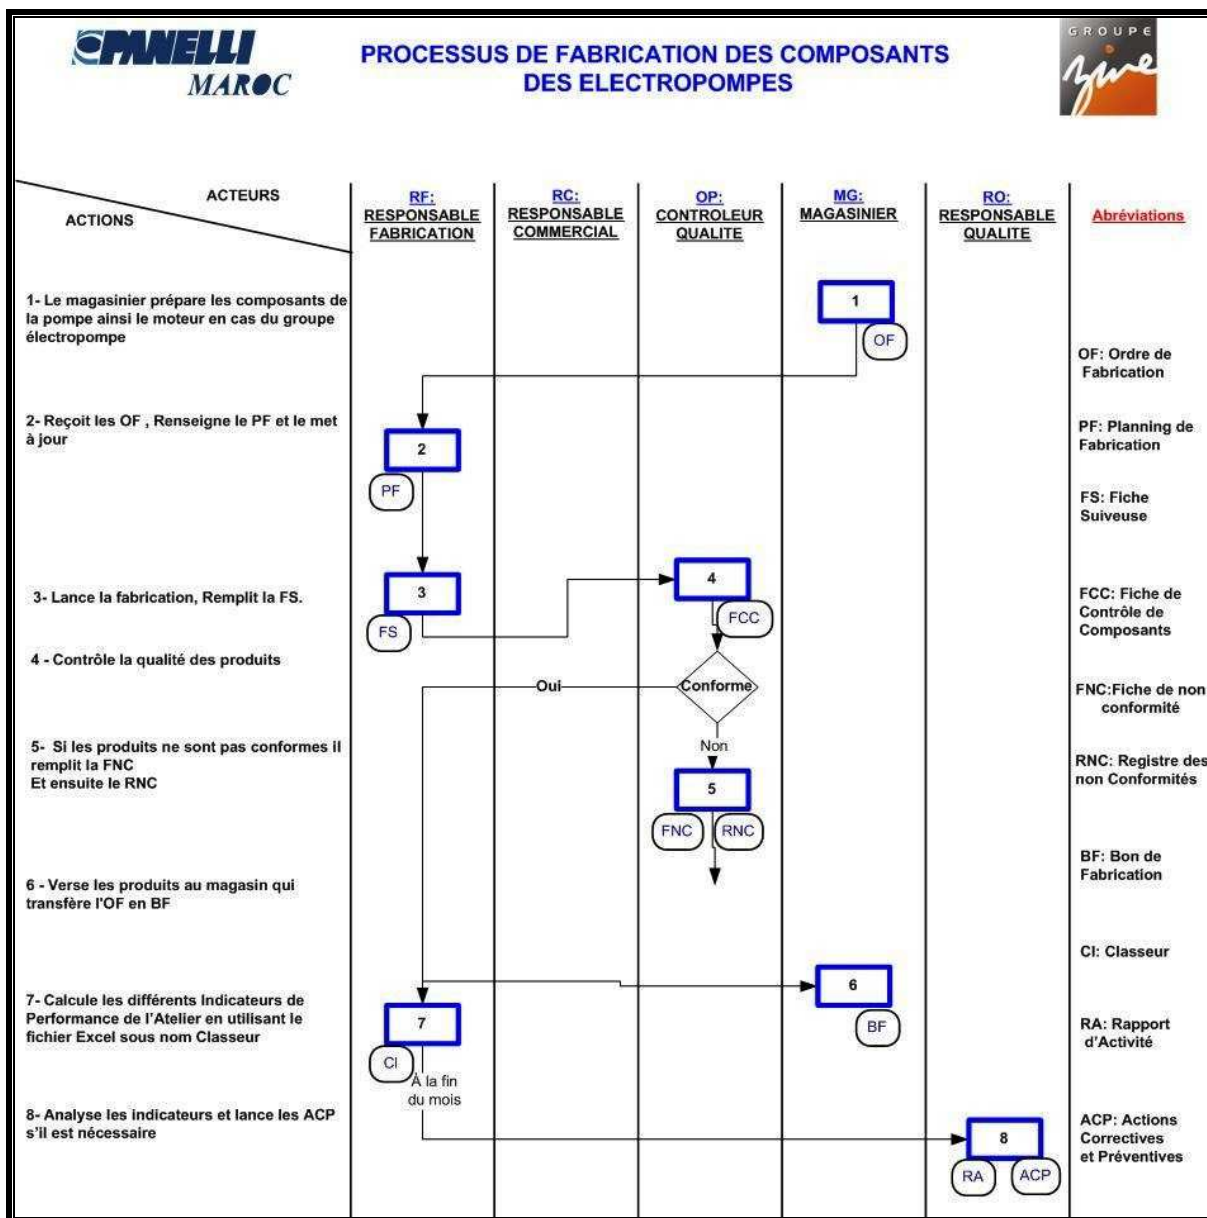 PANELLI
MAROC
PROCESSUS DE FABRICATION DES COMPOSANTS
DES ELECTROPOMPES
GROUPE
zine
ACTEURS
ACTIONS
RF:
RESPONSABLE
FABRICATION
RC:
RESPONSABLE
COMMERCIAL
OP:
CONTROLEUR
QUALITE
MG:
MAGASINIER
RO:
RESPONSABLE
QUALITE
Abréviations
1- Le magasinier prépare les composants de
la pompe ainsi le moteur en cas du groupe
électropompe
1
OF
OF: Ordre de
Fabrication
2- Reçoit les OF , Renseigne le PF et le met
à jour
2
PF
PF: Planning de
Fabrication
FS: Fiche
Suiveuse
3- Lance la fabrication, Remplit la FS.
3
FS
4
FCC
FCC: Fiche de
Contrôle de
Composants
4 - Contrôle la qualité des produits
Oui
Conforme
Non
FNC:Fiche de non
conformité
5- Si les produits ne sont pas conformes il
remplit la FNC
Et ensuite le RNC
5
FNC
RNC
RNC: Registre des
non Conformités
6 - Verse les produits au magasin qui
transfère l'OF en BF
BF: Bon de
Fabrication
6
BF
CI: Classeur
7- Calcule les différents Indicateurs de
Performance de l'Atelier en utilisant le
fichier Excel sous nom Classeur
7
CI
À la fin
du mois
RA: Rapport
d'Activité
8- Analyse les indicateurs et lance les ACP
s'il est nécessaire
8
RA
ACP
ACP: Actions
Correctives
et Préventives